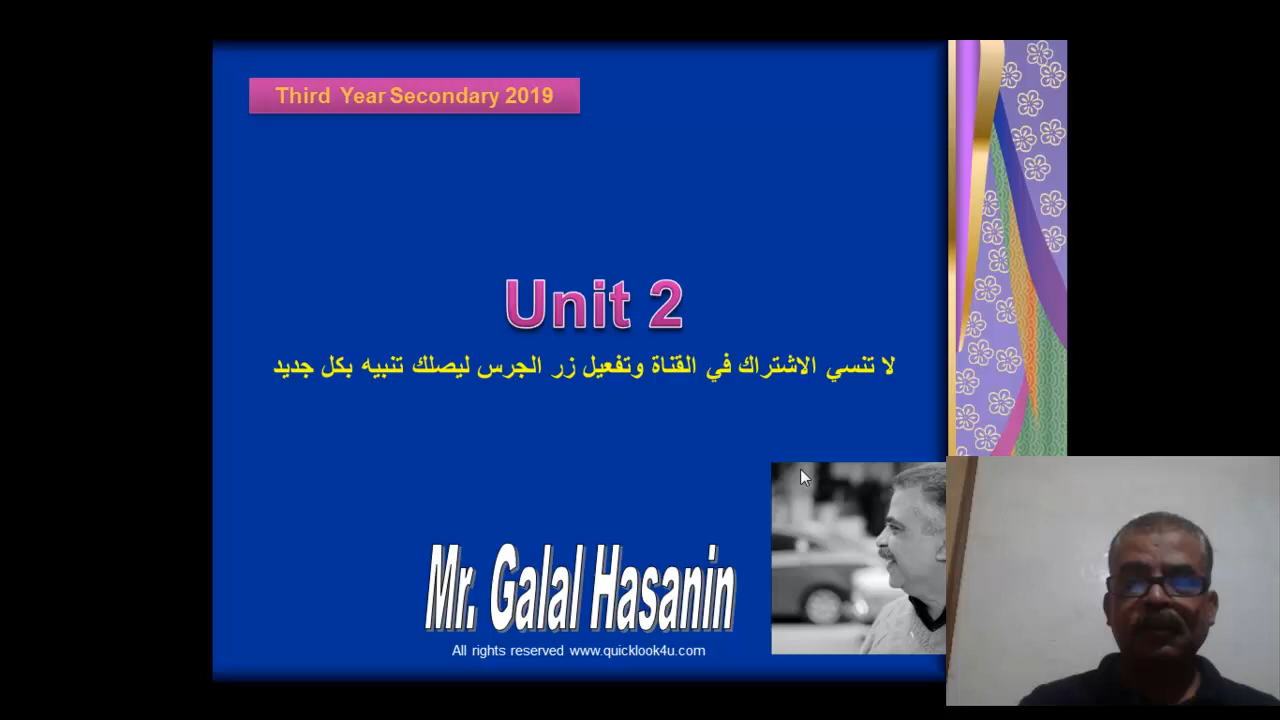 Third Year Secondary 2019
Unit 2
لا تنسي الاشتراك في القناة وتفعيل زر الجرس ليصلك تنبيه بكل جديد
Mr. Galal Hasanin
All rights reserved www.quicklook4u.com